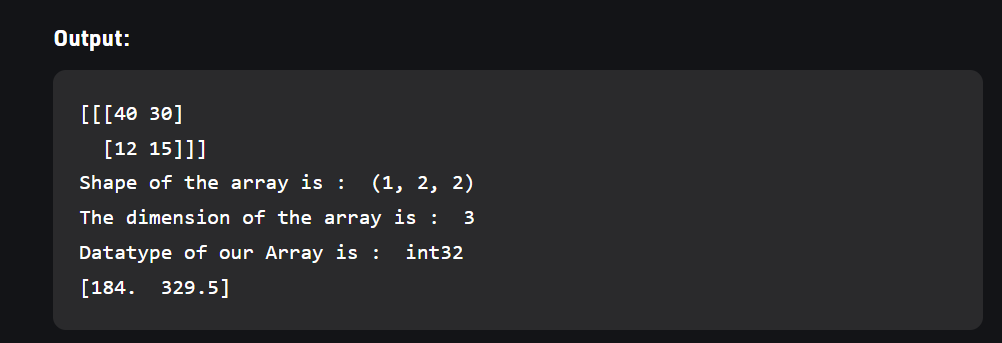 Output:
[[[40 30]
  [12 15]]]
Shape of the array is :  (1, 2, 2)
The dimension of the array is :  3
Datatype of our Array is :  int32
[184.  329.5]